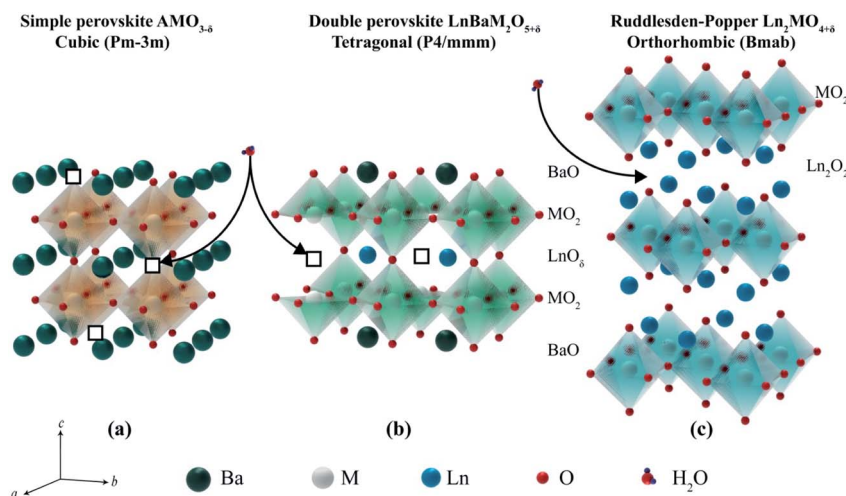 Simple perovskite AMO₃₋δ
Cubic (Pm-3m)
Double perovskite LnBaM₂O₅₊δ
Tetragonal (P4/mmm)
Ruddlesden-Popper Ln₂MO₄₊δ
Orthorhombic (Bmab)
BaO
MO₂
LnOδ
MO₂
BaO
MO₂
Ln₂O₂
(a)
(b)
(c)
c
a
b
Ba
M
Ln
O
H₂O